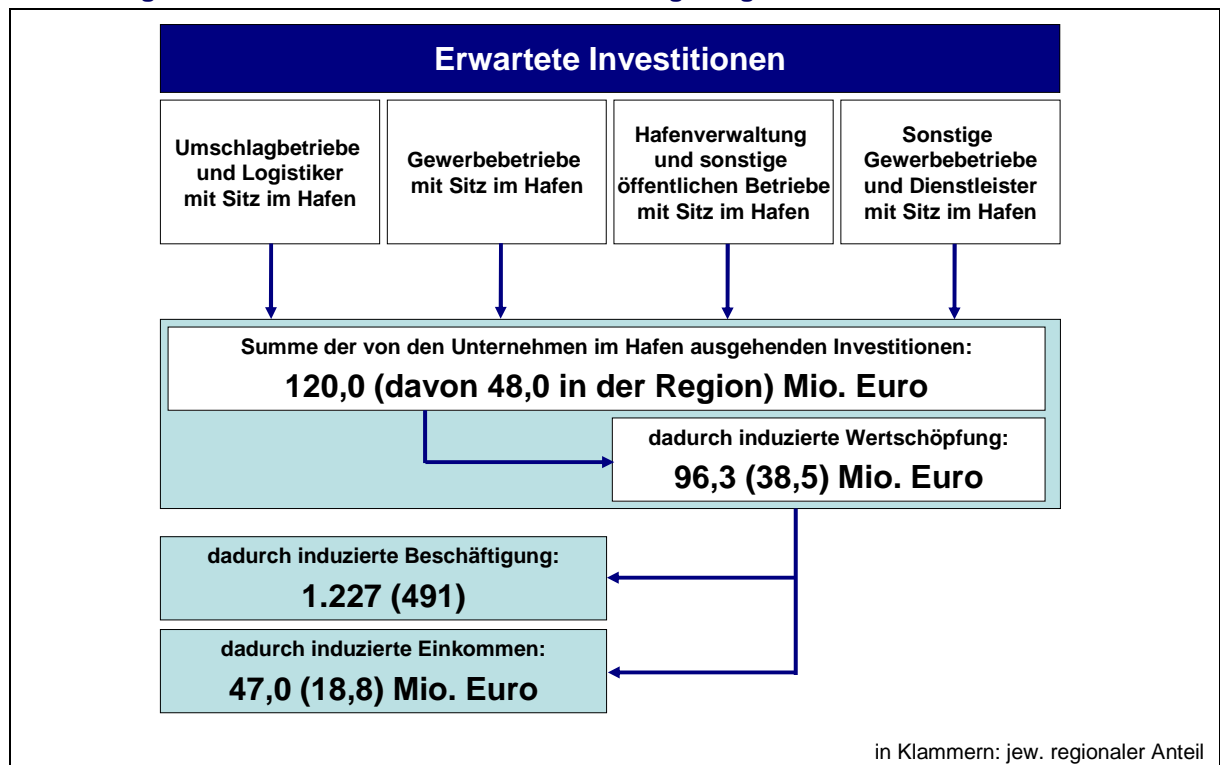 Erwartete Investitionen
Umschlagbetriebe
und Logistiker
mit Sitz im Hafen
Gewerbebetriebe
mit Sitz im Hafen
Hafenverwaltung
und sonstige
öffentlichen Betriebe
mit Sitz im Hafen
Sonstige
Gewerbebetriebe
und Dienstleister
mit Sitz im Hafen
Summe der von den Unternehmen im Hafen ausgehenden Investitionen:
120,0 (davon 48,0 in der Region) Mio. Euro
dadurch induzierte Wertschöpfung:
96,3 (38,5) Mio. Euro
dadurch induzierte Beschäftigung:
1.227 (491)
dadurch induzierte Einkommen:
47,0 (18,8) Mio. Euro
in Klammern: jew. regionaler Anteil